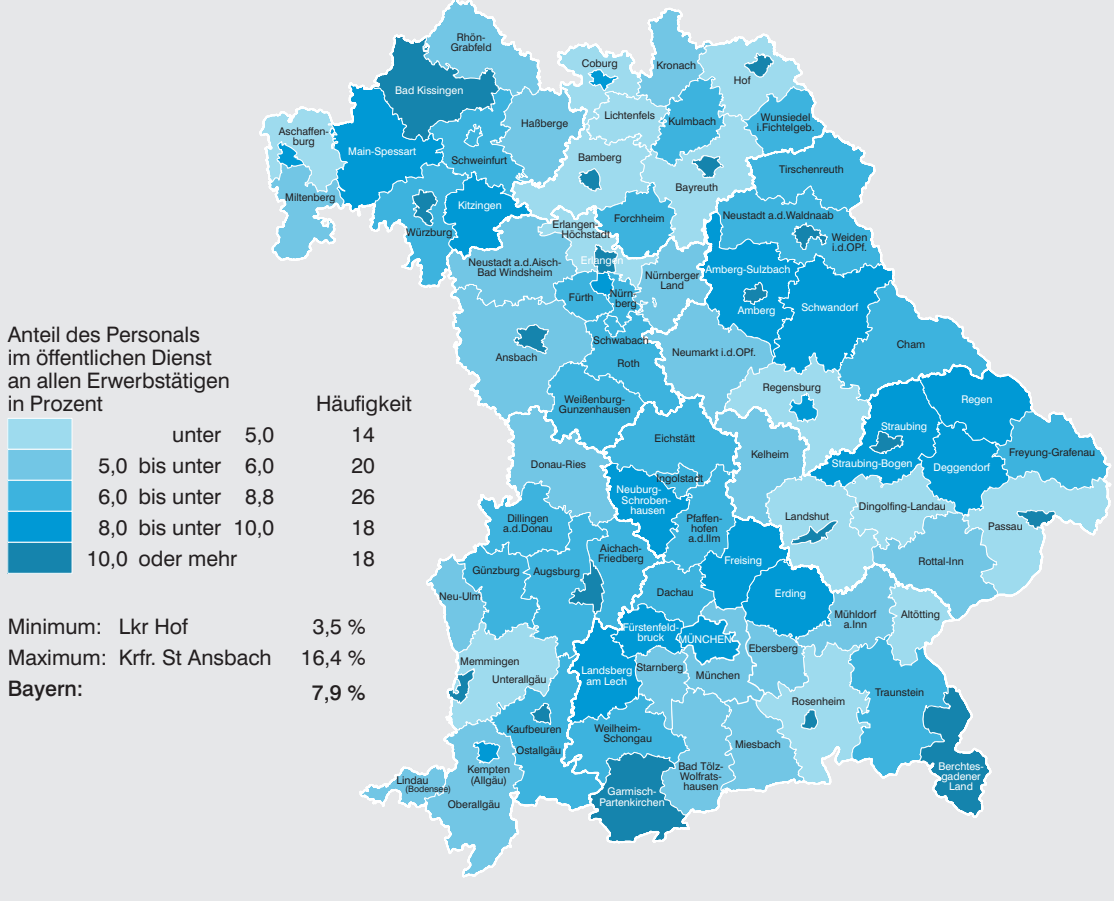 Rhön-
Grabfeld
Coburg
Kronach
Hof
Bad Kissingen
Lichtenfels
Kulmbach
Wunsiedel
i.Fichtelgeb.
Haßberge
Aschaffen-
burg
Main-Spessart
Schweinfurt
Bamberg
Bayreuth
Tirschenreuth
Miltenberg
Kitzingen
Würzburg
Forchheim
Neustadt a.d.Waldnaab
Erlangen-
Höchstadt
Weiden
i.d.OPf.
Erlangen
Neustadt a.d.Aisch-
Bad Windsheim
Nürnberger
Land
Amberg-Sulzbach
Fürth
Nürn-
berg
Amberg
Schwandorf
Schwabach
Cham
Ansbach
Roth
Neumarkt i.d.OPf.
Regensburg
Weißenburg-
Gunzenhausen
Regen
Straubing
Eichstätt
Kelheim
Freyung-Grafenau
Donau-Ries
Straubing-Bogen
Deggendorf
Ingolstadt
Neuburg-
Schroben-
hausen
Dingolfing-Landau
Landshut
Passau
Dillingen
a.d.Donau
Pfaffen-
hofen
a.d.Ilm
Aichach-
Friedberg
Freising
Rottal-Inn
Günzburg
Augsburg
Neu-Ulm
Dachau
Erding
Mühldorf
a.Inn
Altötting
Fürstenfeld-
bruck
MÜNCHEN
Ebersberg
Memmingen
Unterallgäu
Landsberg
am Lech
Starnberg
München
Traunstein
Rosenheim
Kaufbeuren
Weilheim-
Schongau
Ostallgäu
Miesbach
Kempten
(Allgäu)
Bad Tölz-
Wolfrats-
hausen
Berchtes-
gadener
Land
Lindau
(Bodensee)
Oberallgäu
Garmisch-
Partenkirchen
Anteil des Personals
im öffentlichen Dienst
an allen Erwerbstätigen
in Prozent Häufigkeit
unter 5,0 14
5,0 bis unter 6,0 20
6,0 bis unter 8,8 26
8,0 bis unter 10,0 18
10,0 oder mehr 18
Minimum: Lkr Hof 3,5 %
Maximum: Krfr. St Ansbach 16,4 %
Bayern: 7,9 %